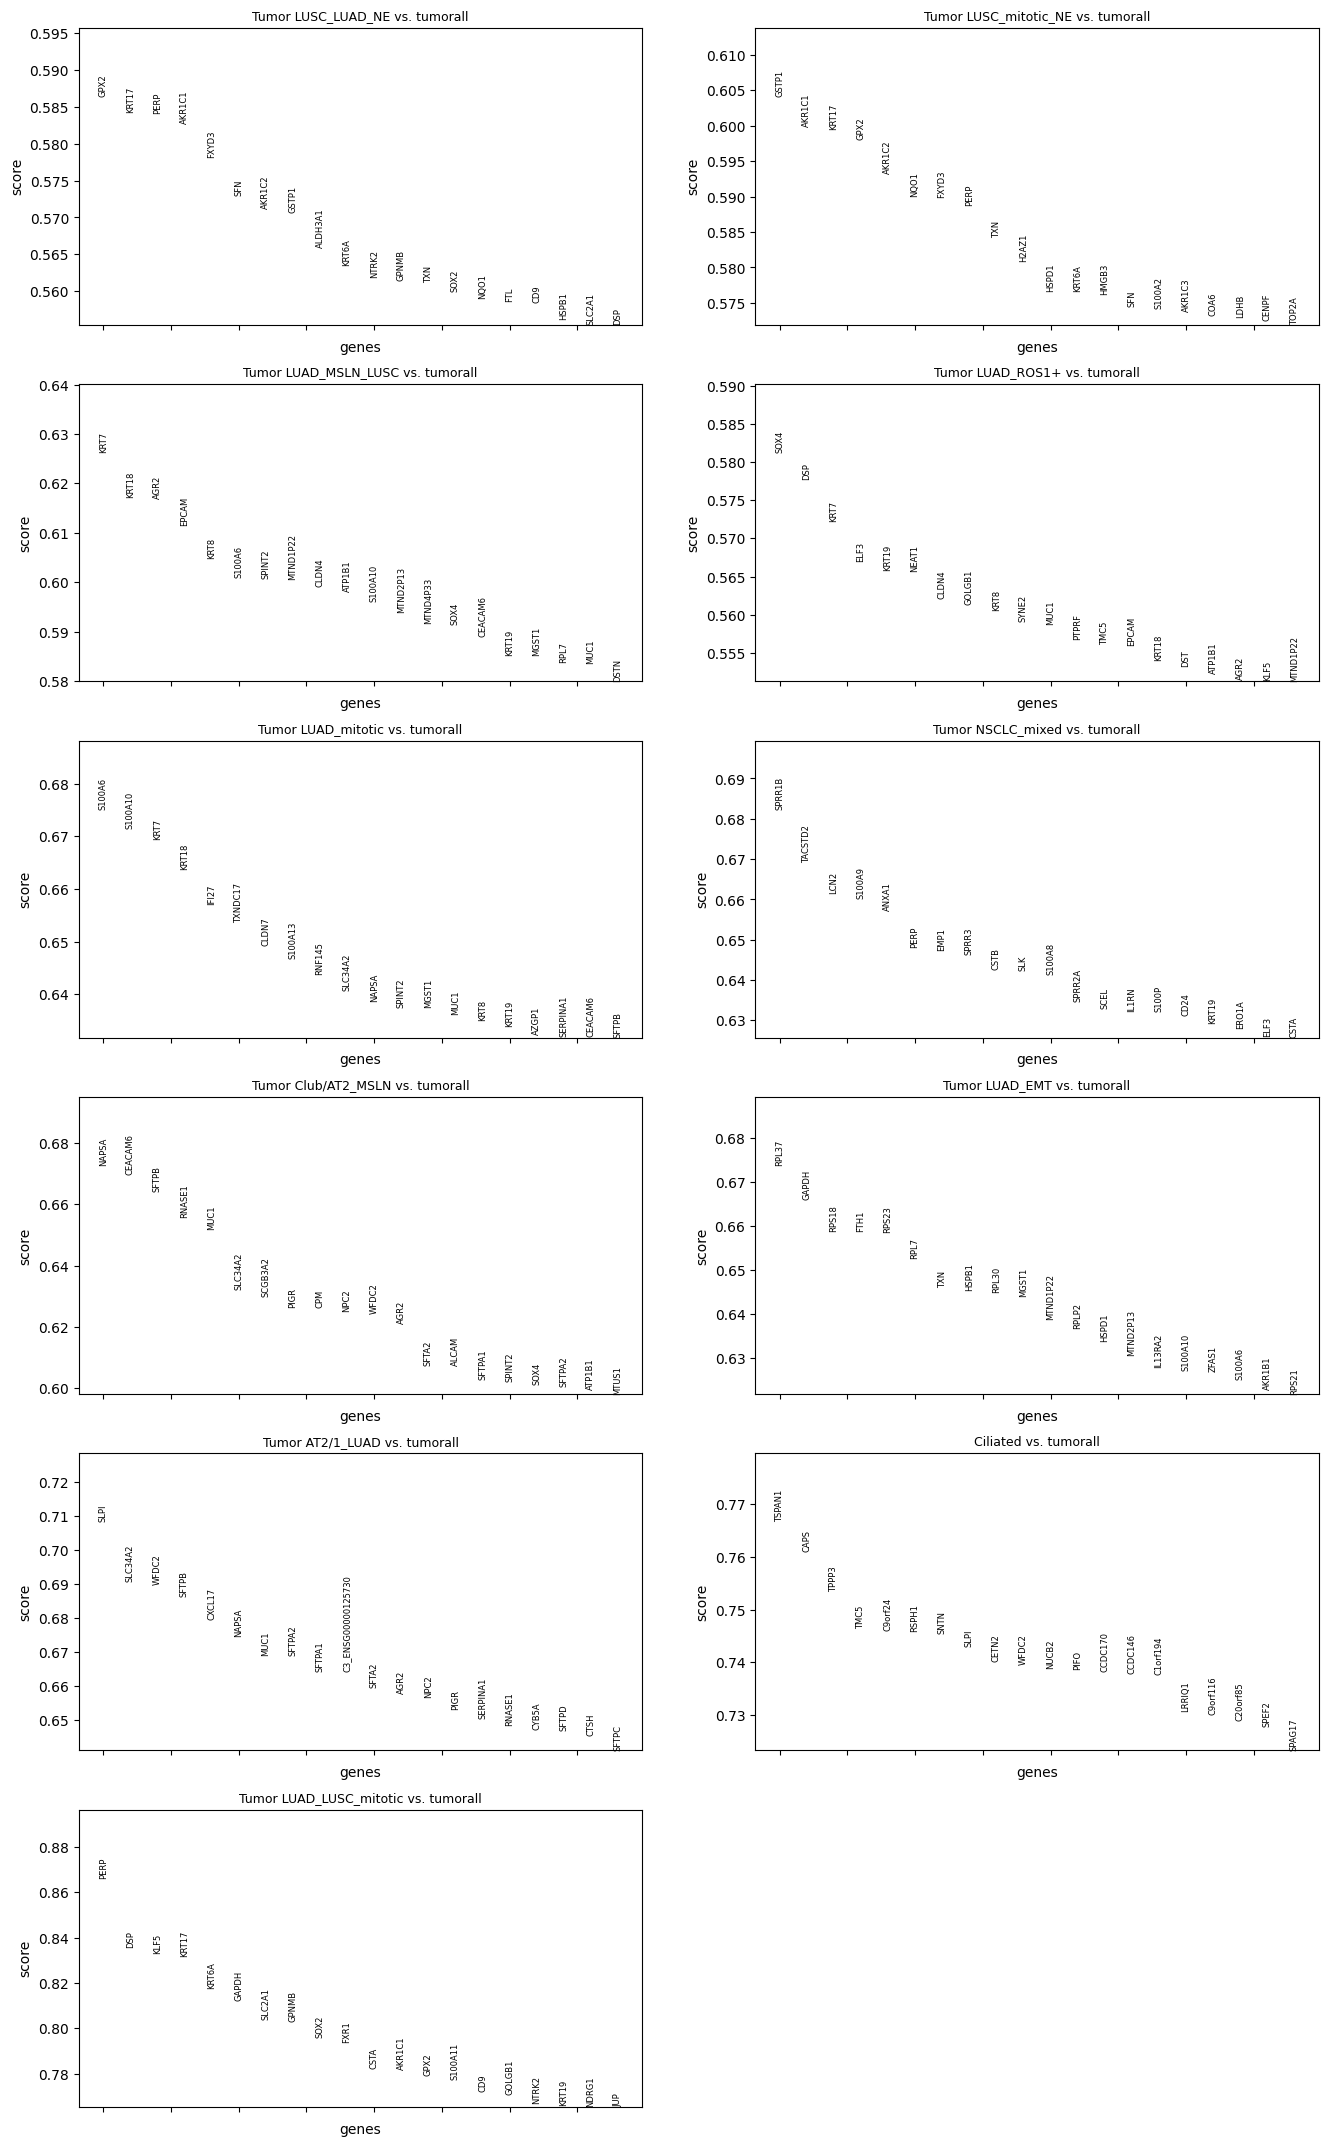 Tumor LUSC_LUAD_NE vs. tumorall
0.595
0.590
0.585
0.580
0.575
0.570
0.565
0.560
score
GPX2
KRT17
PERP
AKR1C1
FXYD3
SFN
AKR1C2
GSTP1
ALDH3A1
KRT6A
NTRK2
GPNMB
TXN
SOX2
NQO1
FTL
CD9
HSPB1
SLC2A1
DSP
genes
Tumor LUSC_mitotic_NE vs. tumorall
0.610
0.605
0.600
0.595
0.590
0.585
0.580
0.575
score
GSTP1
AKR1C1
KRT17
GPX2
AKR1C2
NQO1
FXYD3
PERP
TXN
H2AZ1
HSPD1
KRT6A
HMGB3
SFN
S100A2
AKR1C3
COA6
LDHB
CENPF
TOP2A
genes
Tumor LUAD_MSLN_LUSC vs. tumorall
0.64
0.63
0.62
0.61
0.60
0.59
0.58
score
KRT7
KRT18
AGR2
EPCAM
KRT8
S100A6
SPINT2
MTND1P22
CLDN4
ATP1B1
S100A10
MTND2P13
MTND4P33
SOX4
CEACAM6
KRT19
MGST1
RPL7
MUC1
DSTN
genes
Tumor LUAD_ROS1+ vs. tumorall
0.590
0.585
0.580
0.575
0.570
0.565
0.560
0.555
score
SOX4
DSP
KRT7
ELF3
KRT19
NEAT1
CLDN4
GOLGB1
KRT8
SYNE2
MUC1
PTPRF
TMC5
EPCAM
KRT18
DST
ATP1B1
AGR2
KLF5
MTND1P22
genes
Tumor LUAD_mitotic vs. tumorall
0.68
0.67
0.66
0.65
0.64
score
S100A6
S100A10
KRT7
KRT18
IFI27
TXNDC17
CLDN7
S100A13
RNF145
SLC34A2
NAPSA
SPINT2
MGST1
MUC1
KRT8
KRT19
AZGP1
SERPINA1
CEACAM6
SFTPB
genes
Tumor NSCLC_mixed vs. tumorall
0.69
0.68
0.67
0.66
0.65
0.64
0.63
score
SPRR1B
TACSTD2
LCN2
S100A9
ANXA1
PERP
EMP1
SPRR3
CSTB
SLK
S100A8
SPRR2A
SCEL
IL1RN
S100P
CD24
KRT19
ERO1A
ELF3
CSTA
genes
Tumor Club/AT2_MSLN vs. tumorall
0.68
0.66
0.64
0.62
0.60
score
NAPSA
CEACAM6
SFTPB
RNASE1
MUC1
SLC34A2
SCGB3A2
PIGR
CPM
NPC2
WFDC2
AGR2
SFTA2
ALCAM
SFTPA1
SPINT2
SOX4
SFTPA2
ATP1B1
MTUS1
genes
Tumor LUAD_EMT vs. tumorall
0.68
0.67
0.66
0.65
0.64
0.63
score
RPL37
GAPDH
RPS18
FTH1
RPS23
RPL7
TXN
HSPB1
RPL30
MGST1
MTND1P22
RPLP2
HSPD1
MTND2P13
IL13RA2
S100A10
ZFAS1
S100A6
AKR1B1
RPS21
genes
Tumor AT2/1_LUAD vs. tumorall
0.72
0.71
0.70
0.69
0.68
0.67
0.66
0.65
score
SLPI
SLC34A2
WFDC2
SFTPB
CXCL17
NAPSA
MUC1
SFTPA2
SFTPA1
C3_ENSG00000125730
SFTA2
AGR2
NPC2
PIGR
SERPINA1
RNASE1
CYB5A
SFTPD
CTSH
SFTPC
genes
Ciliated vs. tumorall
0.77
0.76
0.75
0.74
0.73
score
TSPAN1
CAPS
TPPP3
TMC5
C9orf24
RSPH1
SNTN
SLPI
CETN2
WFDC2
NUCB2
PIFO
CCDC170
CCDC146
C1orf194
LRRIQ1
C9orf116
C20orf85
SPEF2
SPAG17
genes
Tumor LUAD_LUSC_mitotic vs. tumorall
0.88
0.86
0.84
0.82
0.80
0.78
score
PERP
DSP
KLF5
KRT17
KRT6A
GAPDH
SLC2A1
GPNMB
SOX2
FXR1
CSTA
AKR1C1
GPX2
S100A11
CD9
GOLGB1
NTRK2
KRT19
NDRG1
JUP
genes